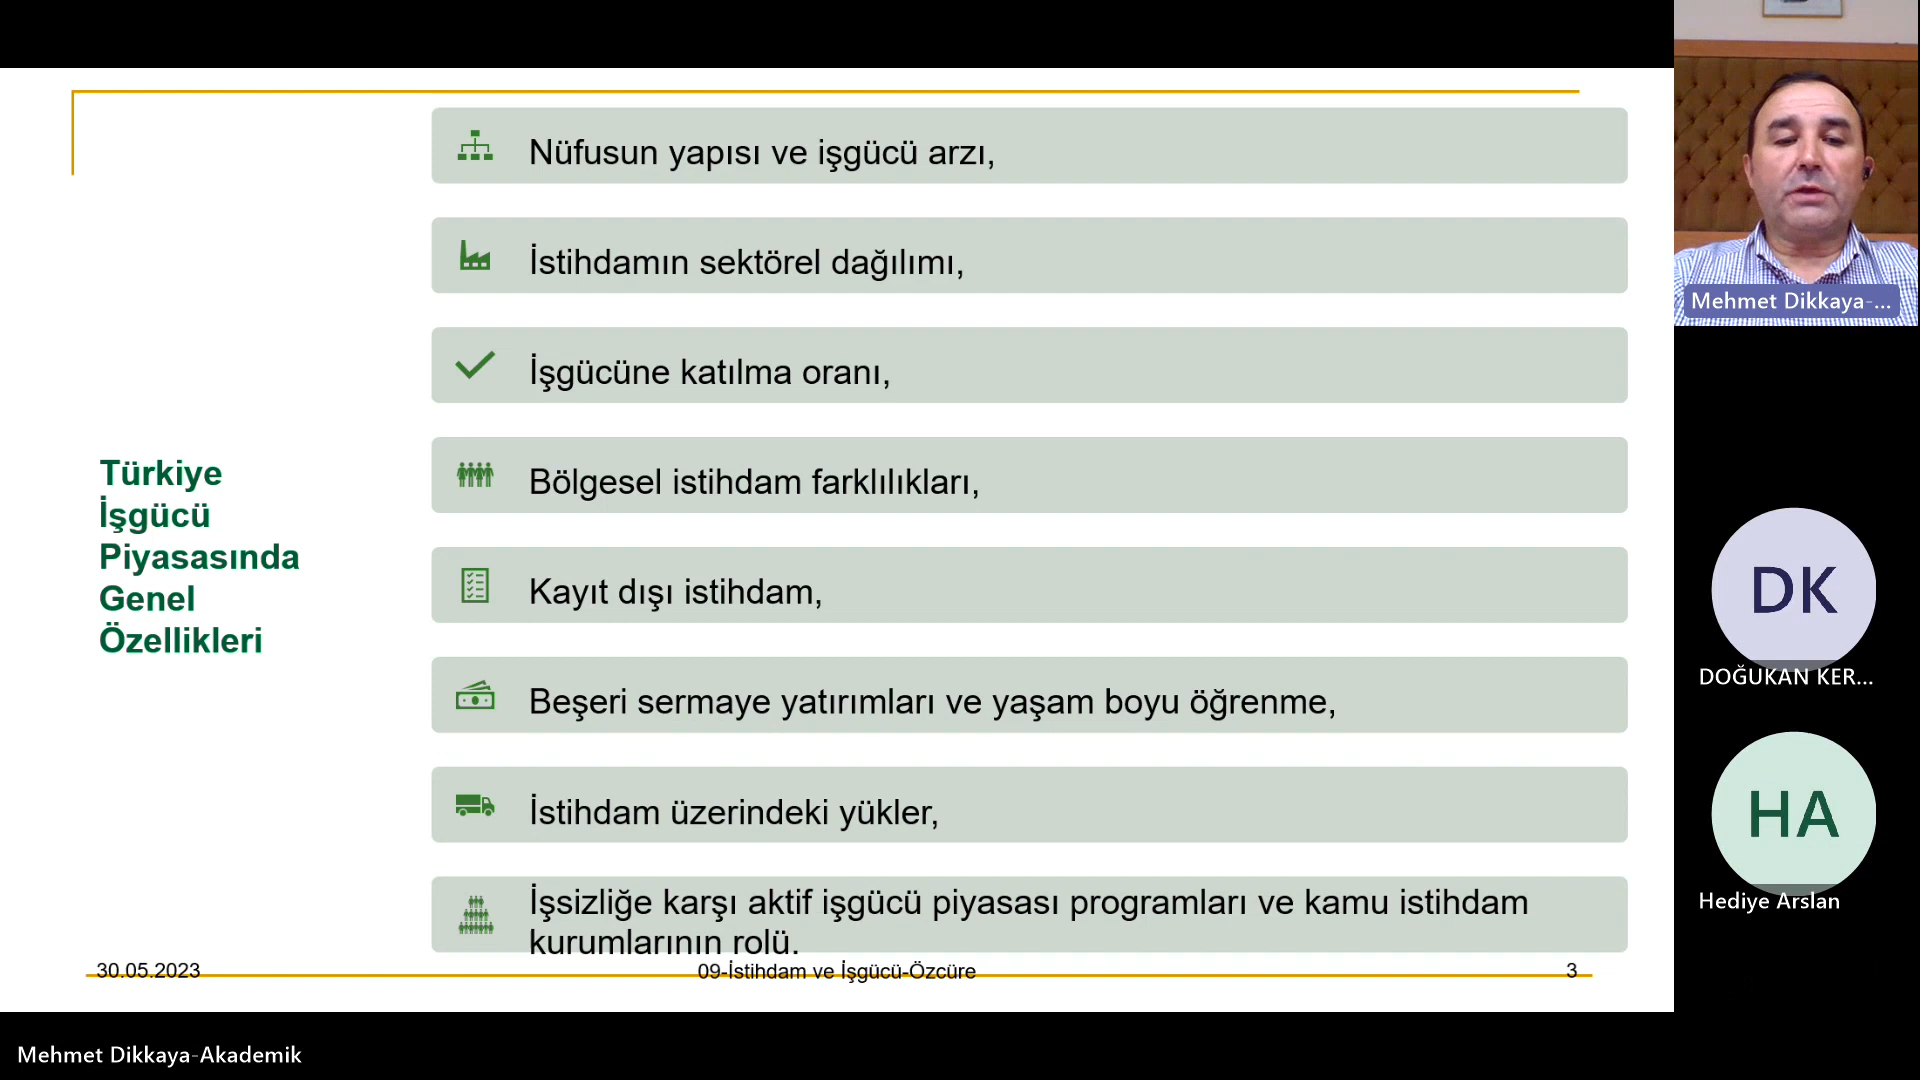 Türkiye
İşgücü
Piyasasında
Genel
Özellikleri
Nüfusun yapısı ve işgücü arzı,
İstihdamın sektörel dağılımı,
İşgücüne katılma oranı,
Bölgesel istihdam farklılıkları,
Kayıt dışı istihdam,
Beşeri sermaye yatırımları ve yaşam boyu öğrenme,
İstihdam üzerindeki yükler,
İşsizliğe karşı aktif işgücü piyasası programları ve kamu istihdam
kurumlarının rolü.
30.05.2023
09-İstihdam ve İşgücü-Özcüre
3
Mehmet Dikkaya-...
DK
DOĞUKAN KER...
HA
Hediye Arslan
Mehmet Dikkaya-Akademik